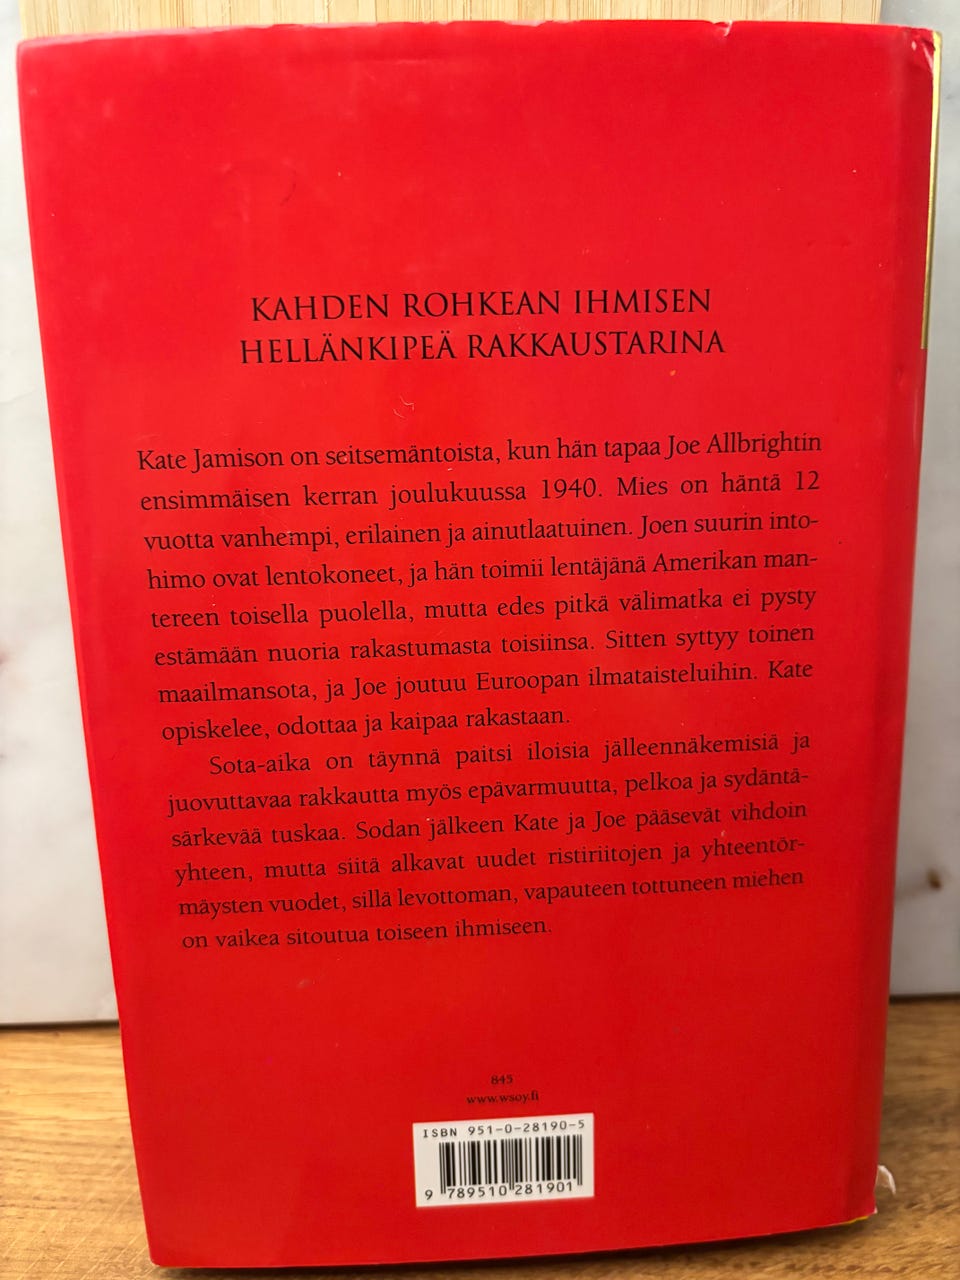 KAHDEN ROHKEAN IHMISEN
HELLÄNKIPEÄ RAKKAUSTARINA
Kate Jamison on seitsemäntoista, kun hän tapaa Joe Allbrightin
ensimmäisen kerran joulukuussa 1940. Mies on häntä 12
vuotta vanhempi, erilainen ja ainutlaatuinen. Joen suurin into-
himo ovat lentokoneet, ja hän toimii lentäjänä Amerikan man-
tereen toisella puolella, mutta edes pitkä välimatka ei pysty
estämään nuoria rakastumasta toisiinsa. Sitten syttyy toinen
maailmansota, ja Joe joutuu Euroopan ilmataisteluihin. Kate
opiskelee, odottaa ja kaipaa rakastaan.
Sota-aika on täynnä paitsi iloisia jälleennäkemisiä ja
juovuttavaa rakkautta myös epävarmuutta, pelkoa ja sydäntä-
särkevää tuskaa. Sodan jälkeen Kate ja Joe pääsevät vihdoin
yhteen, mutta siitä alkavat uudet ristiriitojen ja yhteentör-
mäysten vuodet, sillä levottoman, vapauteen tottuneen miehen
on vaikea sitoutua toiseen ihmiseen.
845
www.wsoy.fi
ISBN 951-0-28190-5
9 789510 281901